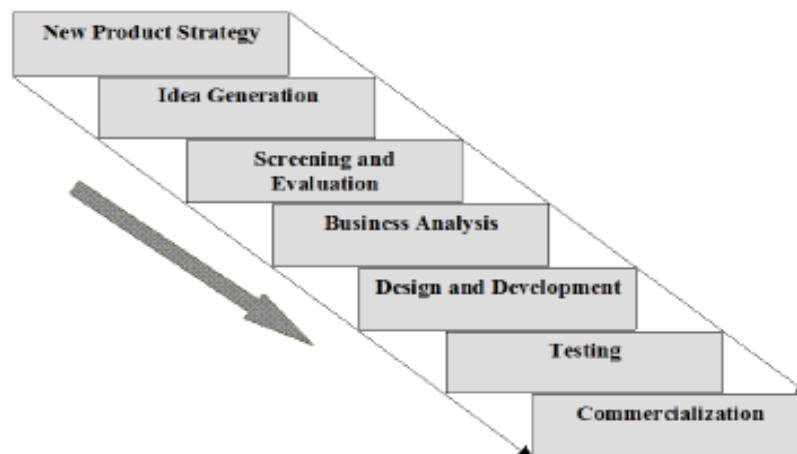 New Product Strategy
Idea Generation
Screening and
Evaluation
Business Analysis
Design and Development
Testing
Commercialization